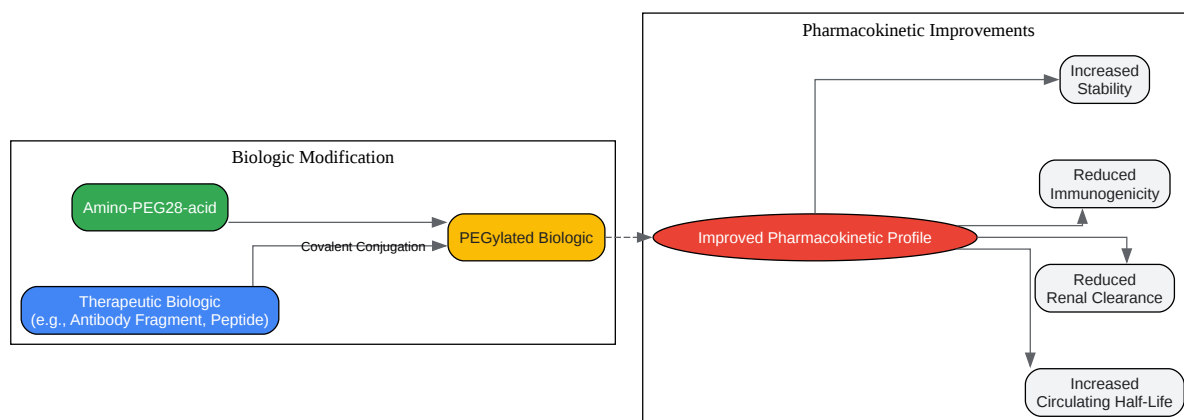 Pharmacokinetic Improvements
Increased
Stability
Biologic Modification
Amino-PEG28-acid
Reduced
Immunogenicity
Covalent Conjugation
PEGylated Biologic
Improved Pharmacokinetic Profile
Therapeutic Biologic
(e.g., Antibody Fragment, Peptide)
Reduced
Renal Clearance
Increased
Circulating Half-Life